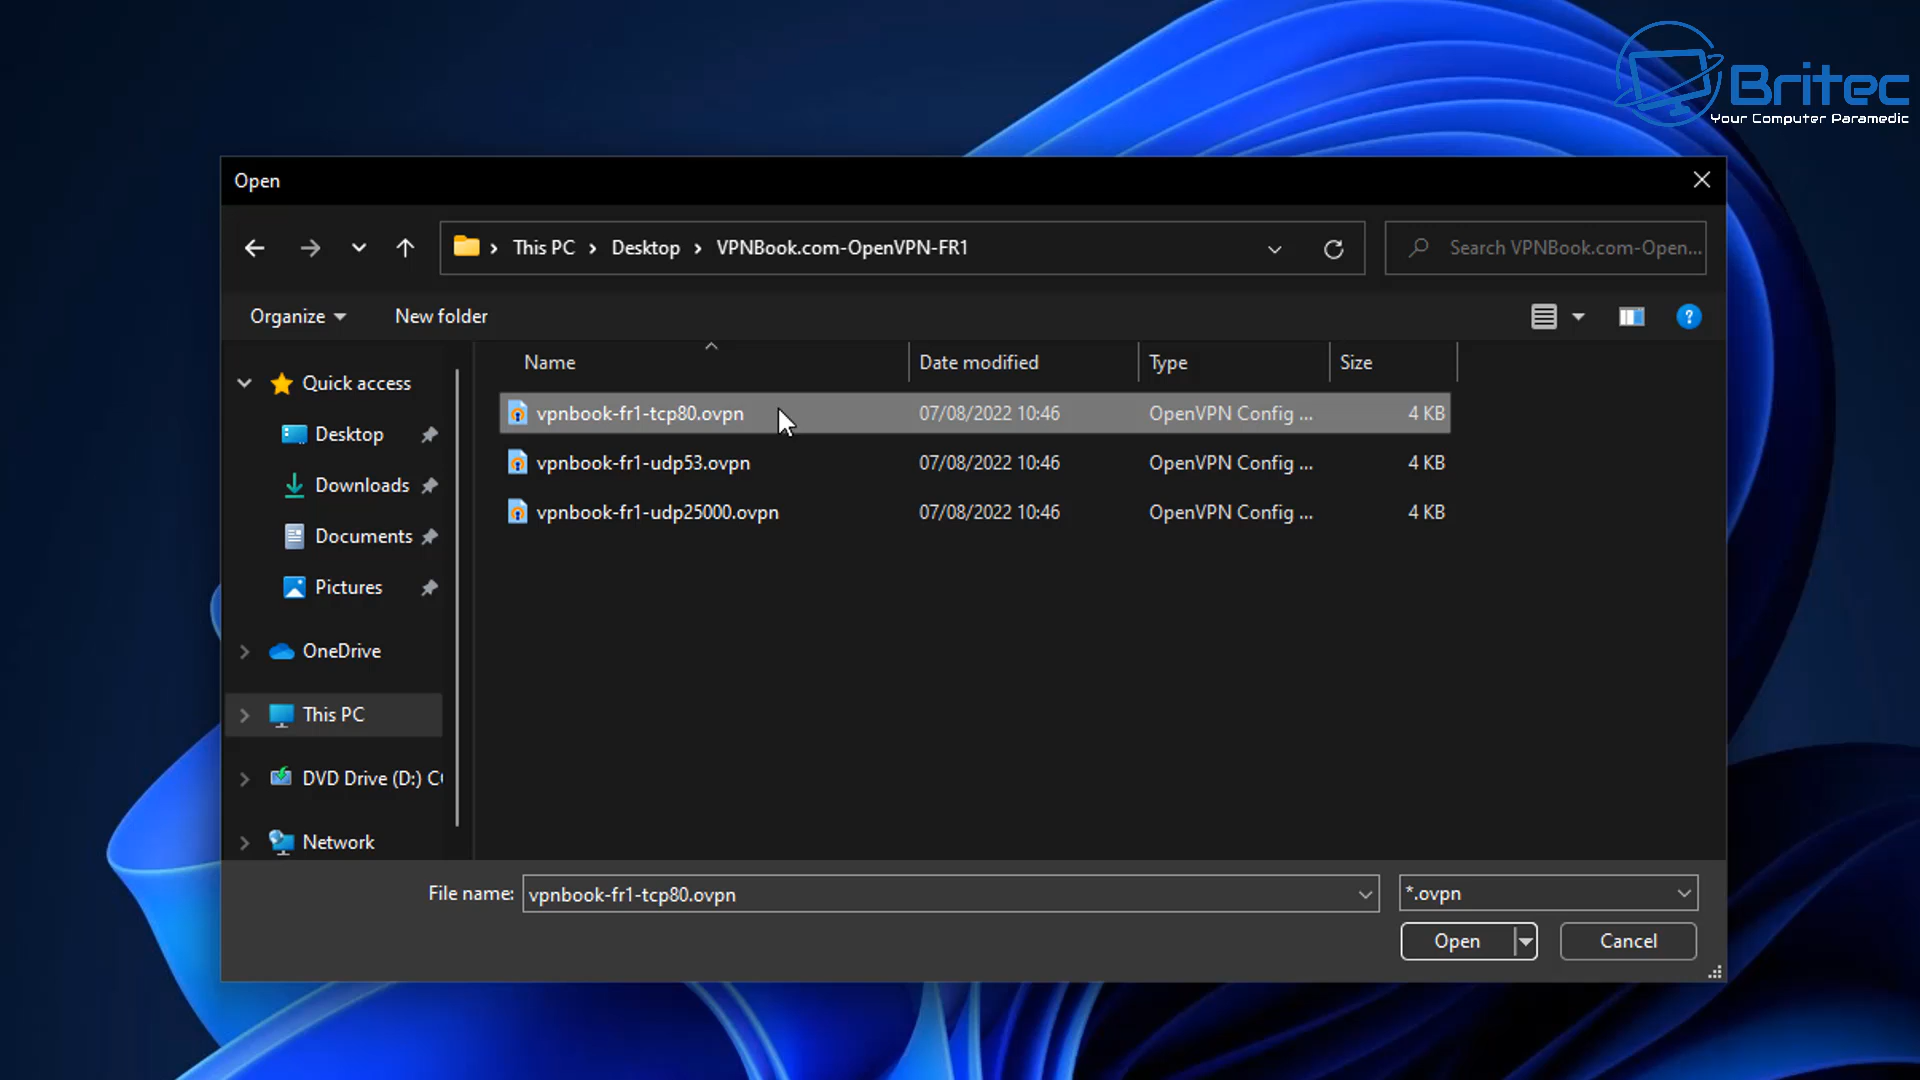 Britec
Your Computer Paramedic
Open
This PC Desktop VPNBook.com-OpenVPN-FR1
Search VPNBook.com-Open...
Organize New folder
Name Date modified Type Size
Quick access
Desktop
Downloads
Documents
Pictures
OneDrive
This PC
DVD Drive (D:) C
Network
vpnbook-fr1-tcp80.ovpn 07/08/2022 10:46 OpenVPN Config ... 4 KB
vpnbook-fr1-udp53.ovpn 07/08/2022 10:46 OpenVPN Config ... 4 KB
vpnbook-fr1-udp25000.ovpn 07/08/2022 10:46 OpenVPN Config ... 4 KB
File name: vpnbook-fr1-tcp80.ovpn *.ovpn
Open Cancel